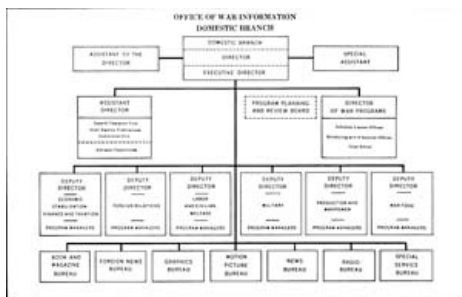 OFFICE OF WAR INFORMATION
DOMESTIC BRANCH
DOMESTIC BRANCH
DIRECTOR
EXECUTIVE DIRECTOR
ASSISTANT TO THE
DIRECTOR
SPECIAL
ASSISTANT
ASSISTANT
DIRECTOR
PROGRAM PLANNING
AND REVIEW BOARD
DIRECTOR
OF WAR PROGRAMS
DEPUTY
DIRECTOR
ECONOMIC
STABILIZATION
FINANCE AND TAXATION
PROGRAM MANAGERS
DEPUTY
DIRECTOR
FOREIGN RELATIONS
PROGRAM MANAGERS
DEPUTY
DIRECTOR
LABOR
AND CIVILIAN
WELFARE
PROGRAM MANAGERS
DEPUTY
DIRECTOR
MILITARY
PROGRAM MANAGERS
DEPUTY
DIRECTOR
PRODUCTION AND
MANPOWER
PROGRAM MANAGERS
DEPUTY
DIRECTOR
PROGRAM MANAGERS
BOOK AND
MAGAZINE
BUREAU
FOREIGN NEWS
BUREAU
GRAPHICS
BUREAU
MOTION
PICTURE
BUREAU
NEWS
BUREAU
RADIO
BUREAU
SPECIAL
SERVICE
BUREAU